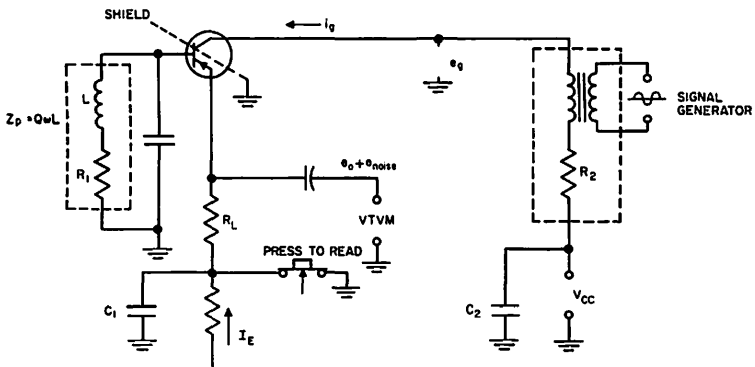 SHIELD
i_g
e_g
Z_p = QωL
L
R_1
R_2
SIGNAL
GENERATOR
e_o + e_noise
R_L
VTVM
PRESS TO READ
C_1
I_E
C_2
V_CC